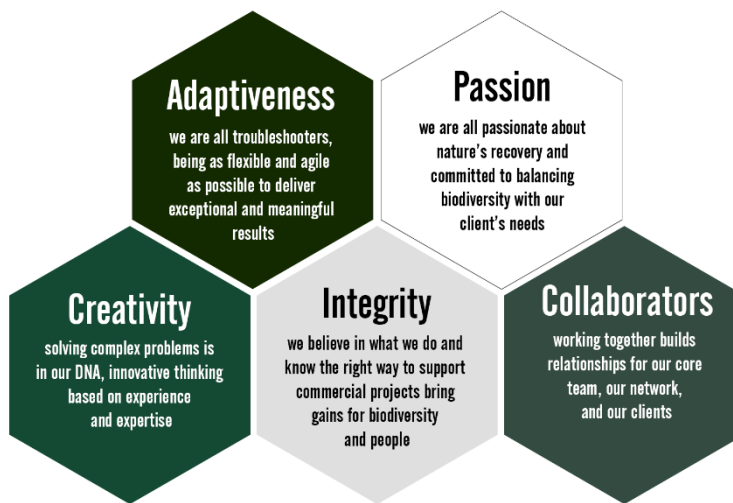 Adaptiveness
we are all troubleshooters,
being as flexible and agile
as possible to deliver
exceptional and meaningful
results
Passion
we are all passionate about
nature's recovery and
committed to balancing
biodiversity with our
client's needs
Creativity
solving complex problems is
in our DNA, innovative thinking
based on experience
and expertise
Integrity
we believe in what we do and
know the right way to support
commercial projects bring
gains for biodiversity
and people
Collaborators
working together builds
relationships for our core
team, our network,
and our clients